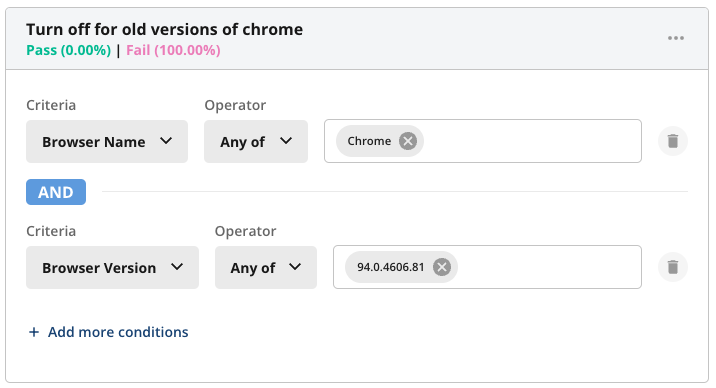 Turn off for old versions of chrome
Pass (0.00%) | Fail (100.00%)
Criteria
Operator
Browser Name
Any of
Chrome
AND
Criteria
Operator
Browser Version
Any of
94.0.4606.81
+ Add more conditions